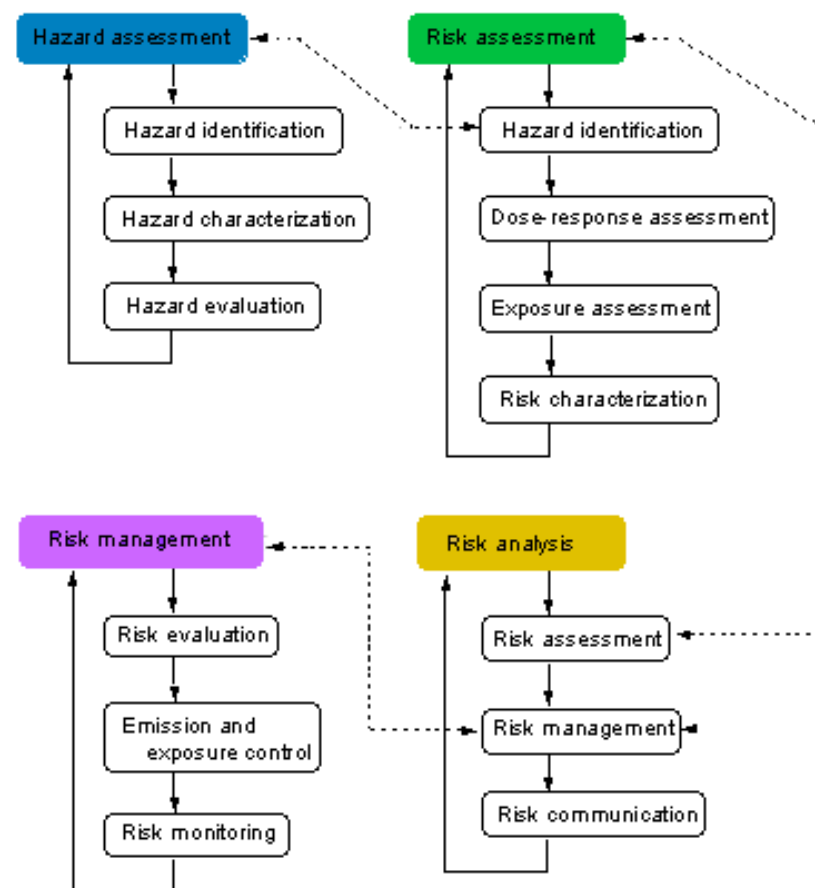 Hazard assessment
Hazard identification
Hazard characterization
Hazard evaluation
Risk assessment
Hazard identification
Dose-response assessment
Exposure assessment
Risk characterization
Risk management
Risk evaluation
Emission and
exposure control
Risk monitoring
Risk analysis
Risk assessment
Risk management
Risk communication